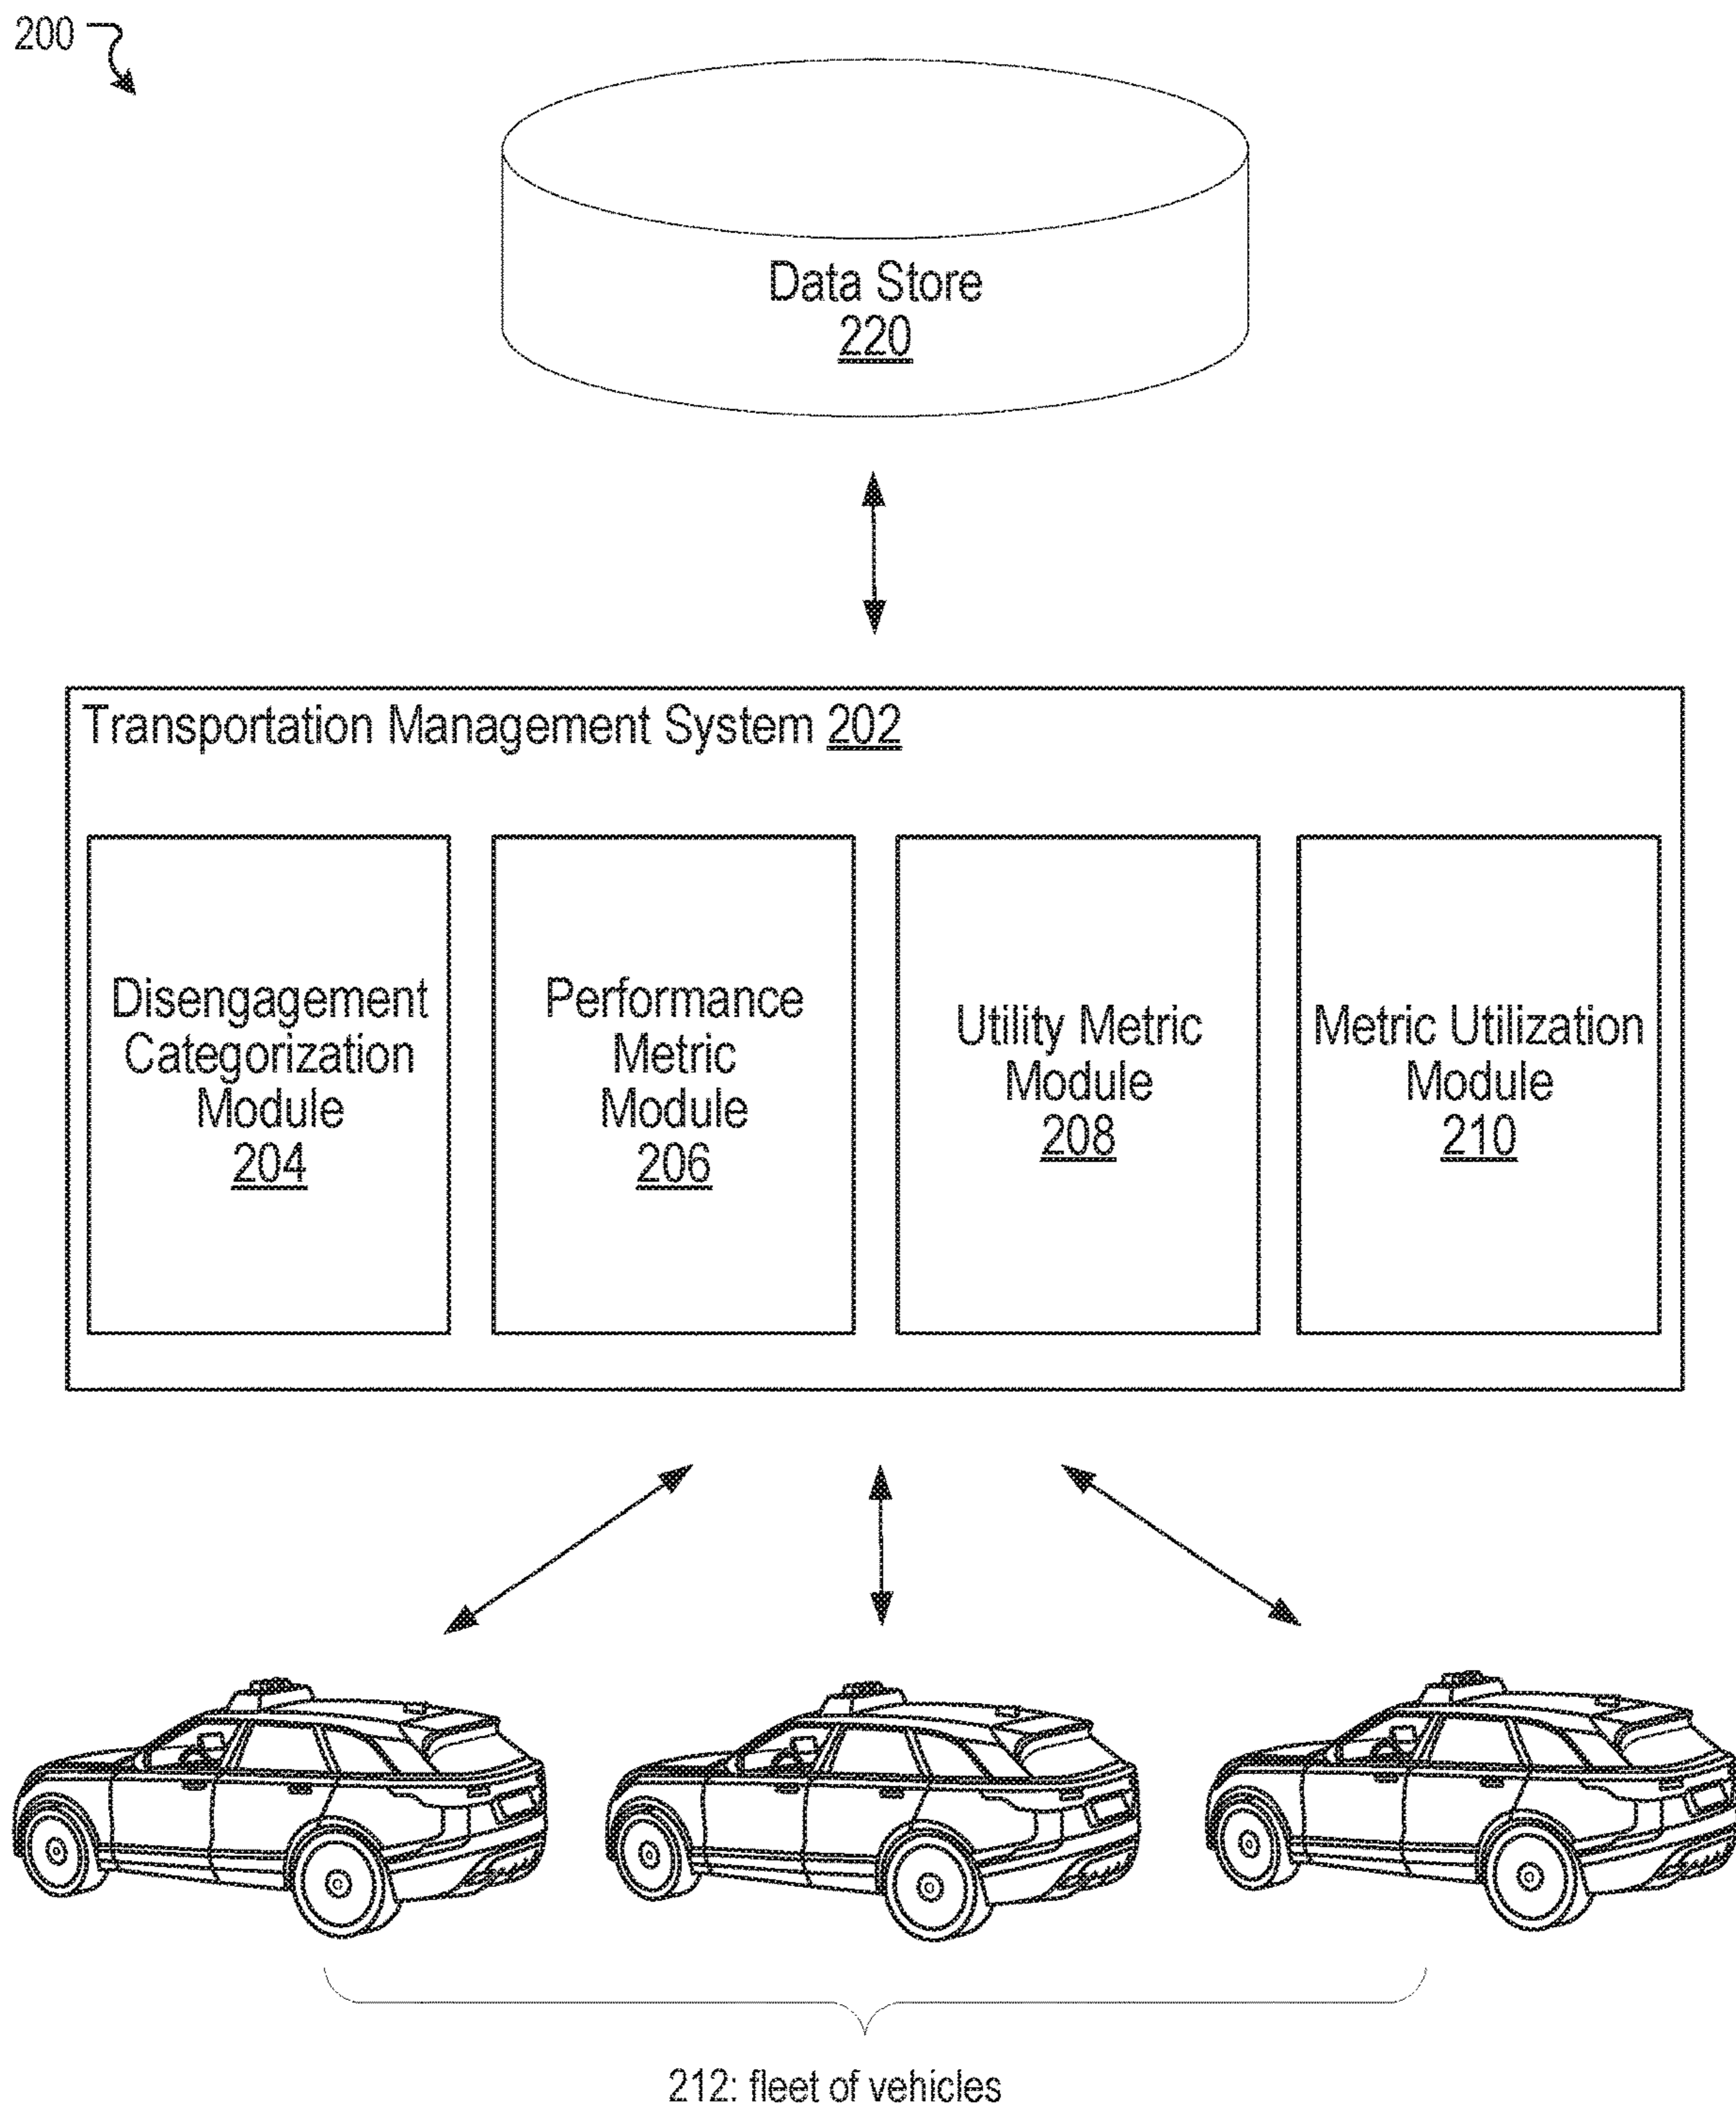 200
Data Store
220
Transportation Management System 202
Disengagement
Categorization
Module
204
Performance
Metric
Module
206
Utility Metric
Module
208
Metric Utilization
Module
210
212: fleet of vehicles